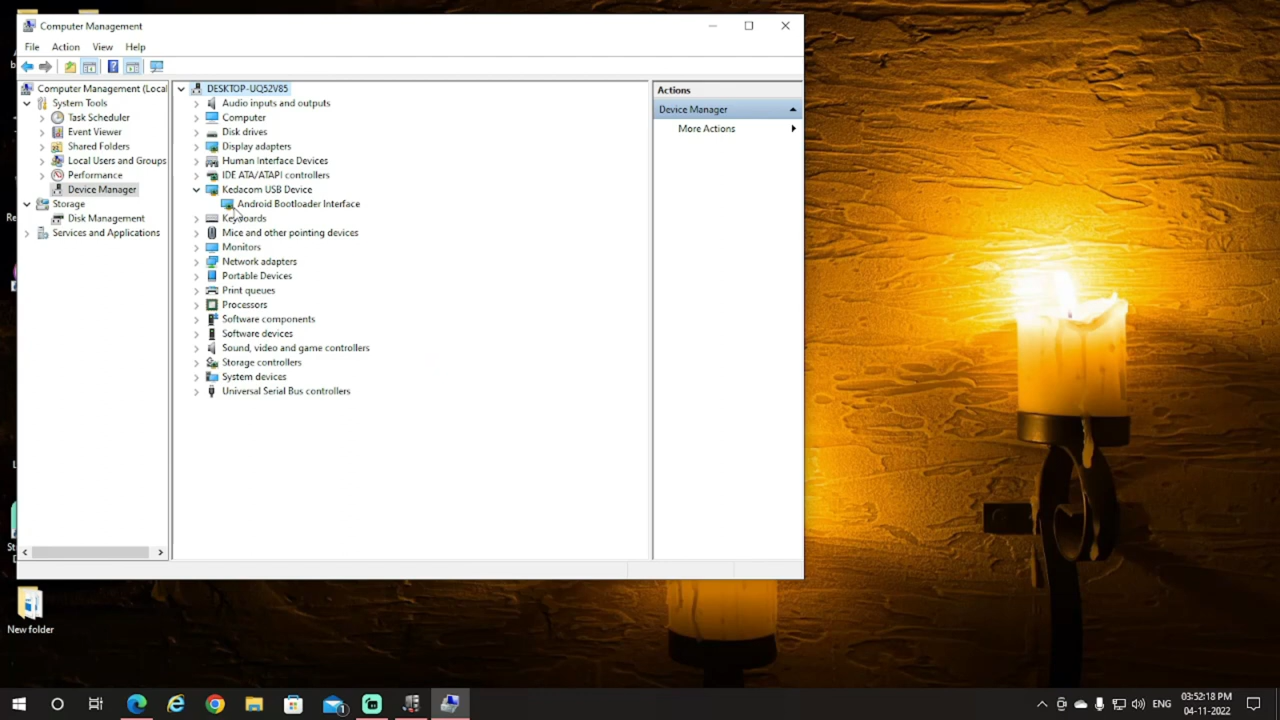 Computer Management
File Action View Help
Computer Management (Local
System Tools
Task Scheduler
Event Viewer
Shared Folders
Local Users and Groups
Performance
Device Manager
Storage
Disk Management
Services and Applications
DESKTOP-UQ52V85
Audio inputs and outputs
Computer
Disk drives
Display adapters
Human Interface Devices
IDE ATA/ATAPI controllers
Kedacom USB Device
Android Bootloader Interface
Keyboards
Mice and other pointing devices
Monitors
Network adapters
Portable Devices
Print queues
Processors
Software components
Software devices
Sound, video and game controllers
Storage controllers
System devices
Universal Serial Bus controllers
Actions
Device Manager
More Actions
New folder
ENG
03:52:18 PM
04-11-2022